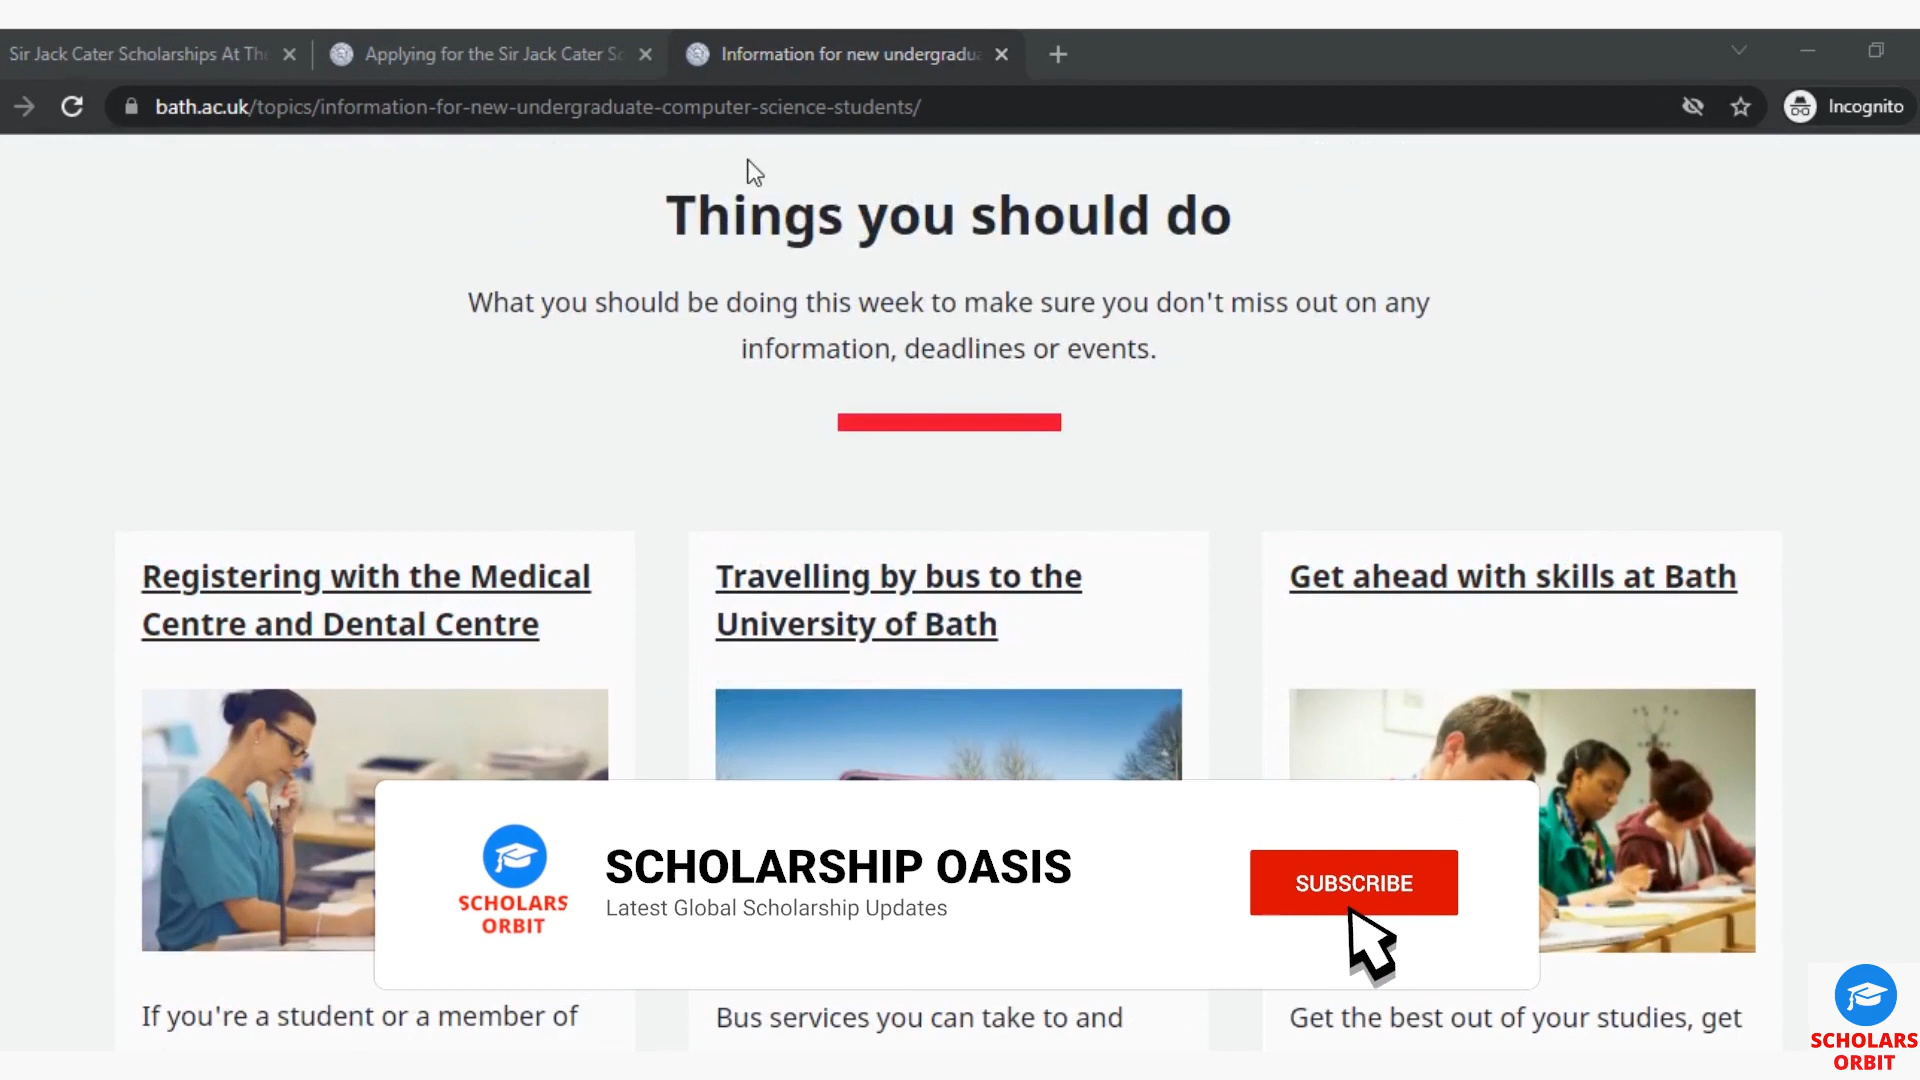 Sir Jack Cater Scholarships At The
Applying for the Sir Jack Cater Sc
Information for new undergradua
bath.ac.uk/topics/information-for-new-undergraduate-computer-science-students/
Incognito
Things you should do
What you should be doing this week to make sure you don't miss out on any
information, deadlines or events.
Registering with the Medical
Centre and Dental Centre
Travelling by bus to the
University of Bath
Get ahead with skills at Bath
SCHOLARS
ORBIT
SCHOLARSHIP OASIS
Latest Global Scholarship Updates
SUBSCRIBE
If you're a student or a member of
Bus services you can take to and
Get the best out of your studies, get
SCHOLARS
ORBIT